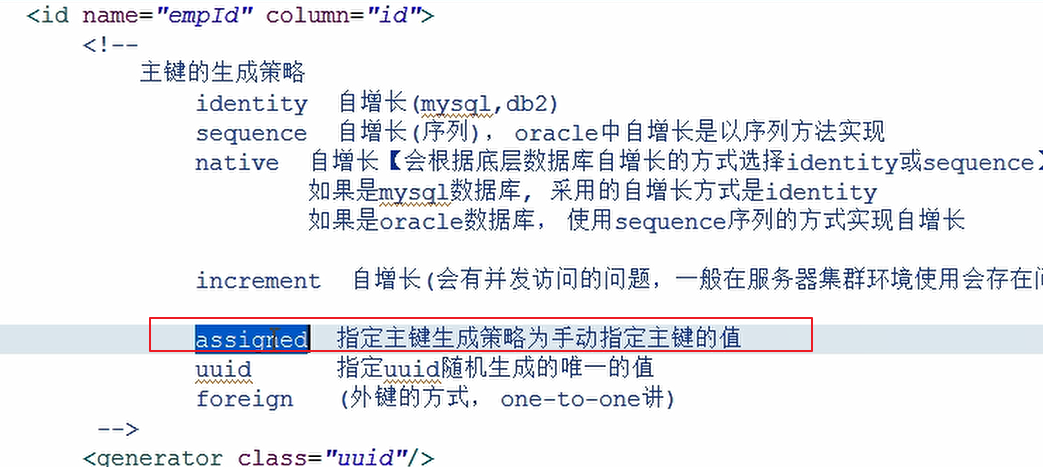 <id name="empId" column="id">
<!--
主键的生成策略
identity 自增长(mysql,db2)
sequence 自增长(序列)，oracle中自增长是以序列方法实现
native 自增长【会根据底层数据库自增长的方式选择identity或sequence】
如果是mysql数据库, 采用的自增长方式是identity
如果是oracle数据库， 使用sequence序列的方式实现自增长
increment 自增长(会有并发访问的问题，一般在服务器集群环境使用会存在
assigned 指定主键生成策略为手动指定主键的值
uuid 指定uuid随机生成的唯一的值
foreign (外键的方式， one-to-one讲)
-->
<generator class="uuid"/>